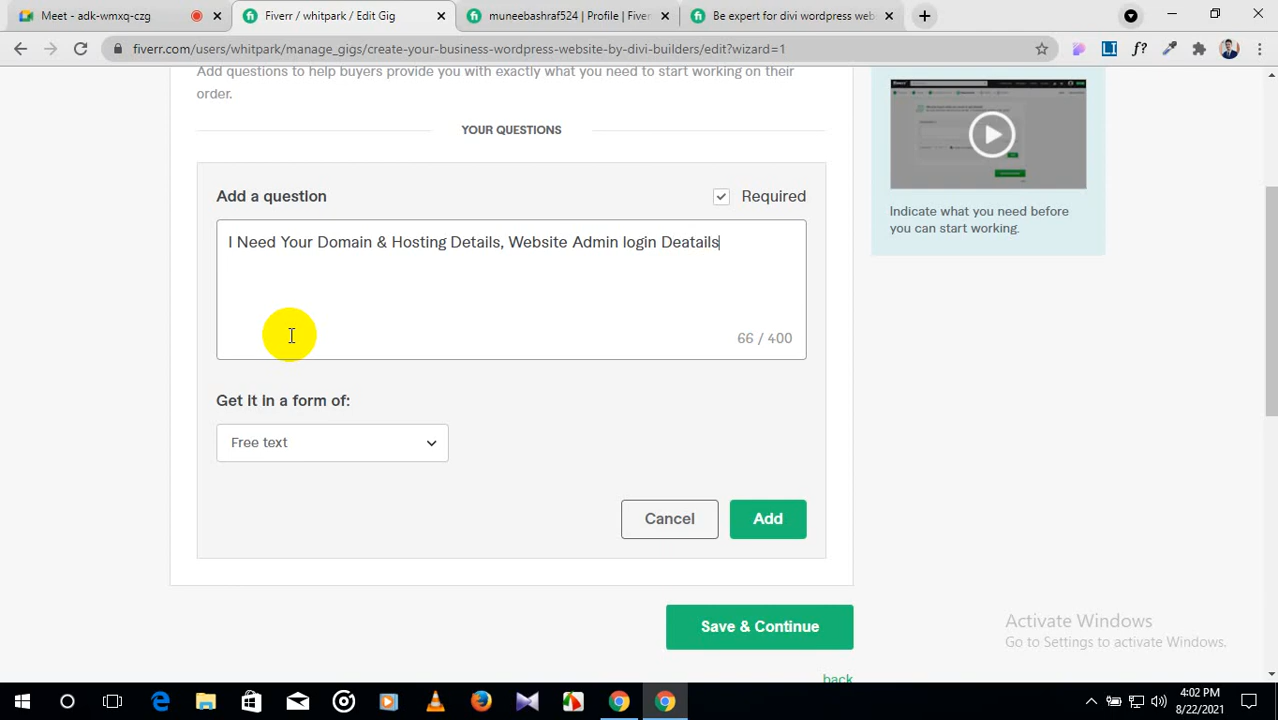 Meet - adk-wmxq-czg
Fiverr / whitpark / Edit Gig
muneebashraf524 | Profile | Fiverr
Be expert for divi wordpress web
fiverr.com/users/whitpark/manage_gigs/create-your-business-wordpress-website-by-divi-builders/edit?wizard=1
Add questions to help buyers provide you with exactly what you need to start working on their
order.
YOUR QUESTIONS
Add a question
Required
I Need Your Domain & Hosting Details, Website Admin login Deatails
66 / 400
Get it in a form of:
Free text
Cancel
Add
Save & Continue
back
Indicate what you need before
you can start working.
Activate Windows
Go to Settings to activate Windows.
4:02 PM
8/22/2021